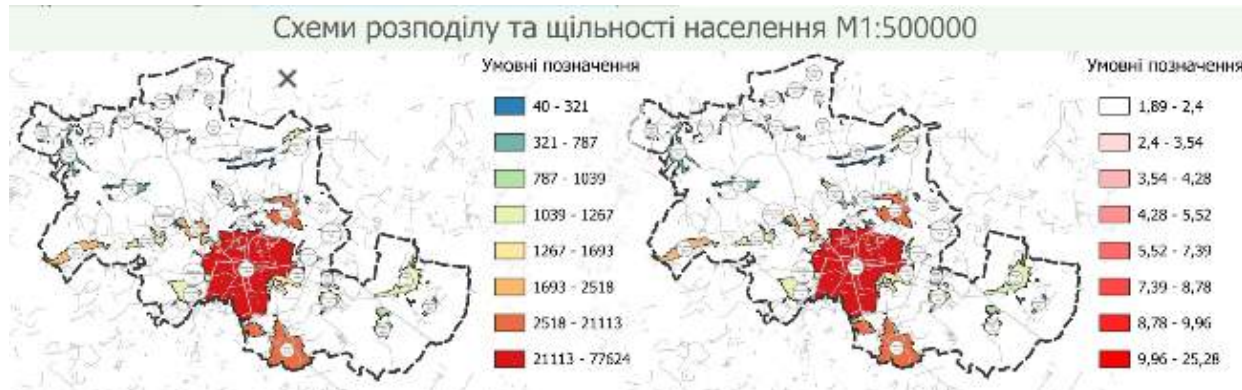 Схеми розподілу та щільності населення М1:500000
Умовні позначення
40 - 321
321 - 787
787 - 1039
1039 - 1267
1267 - 1693
1693 - 2518
2518 - 21113
21113 - 77624
Умовні позначення
1,89 - 2,4
2,4 - 3,54
3,54 - 4,28
4,28 - 5,52
5,52 - 7,39
7,39 - 8,78
8,78 - 9,96
9,96 - 25,28